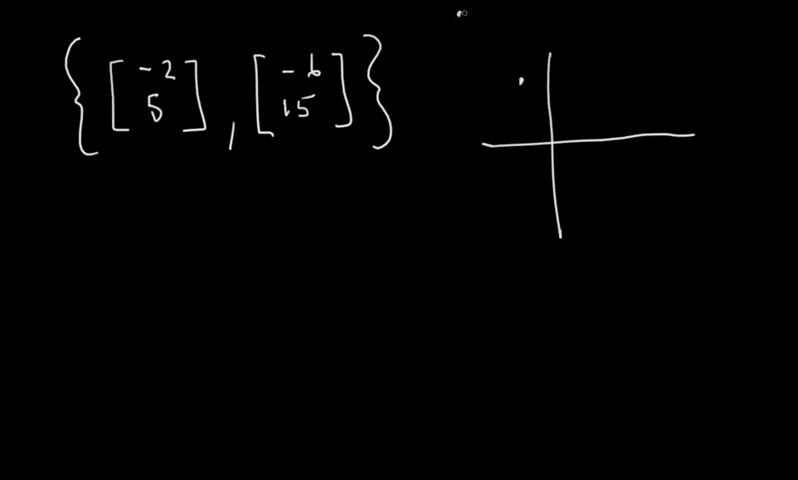 { [ -2 ] , [ -6 ] }
5 15